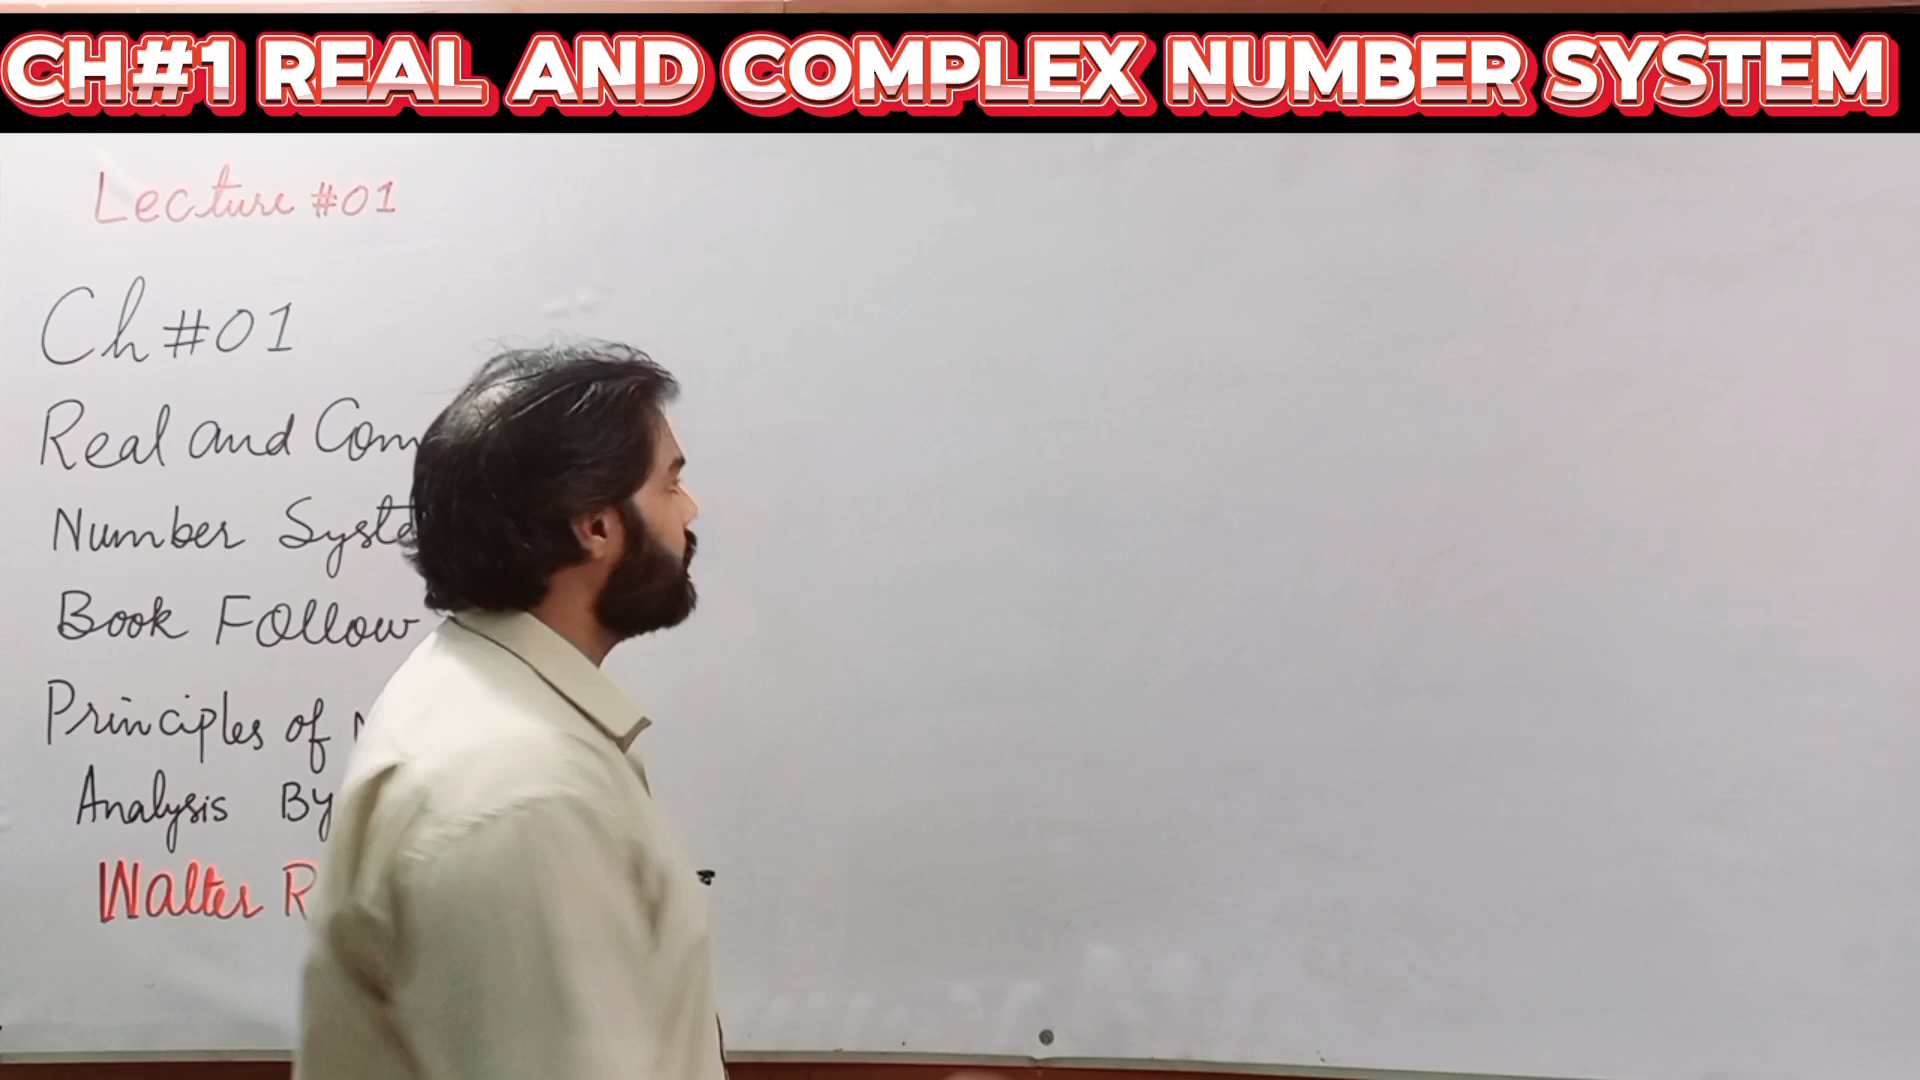 CH#1 REAL AND COMPLEX NUMBER SYSTEM
Lecture #01
Ch #01
Real and Com
Number Syste
Book Follow
Principles of
Analysis By
Walter R